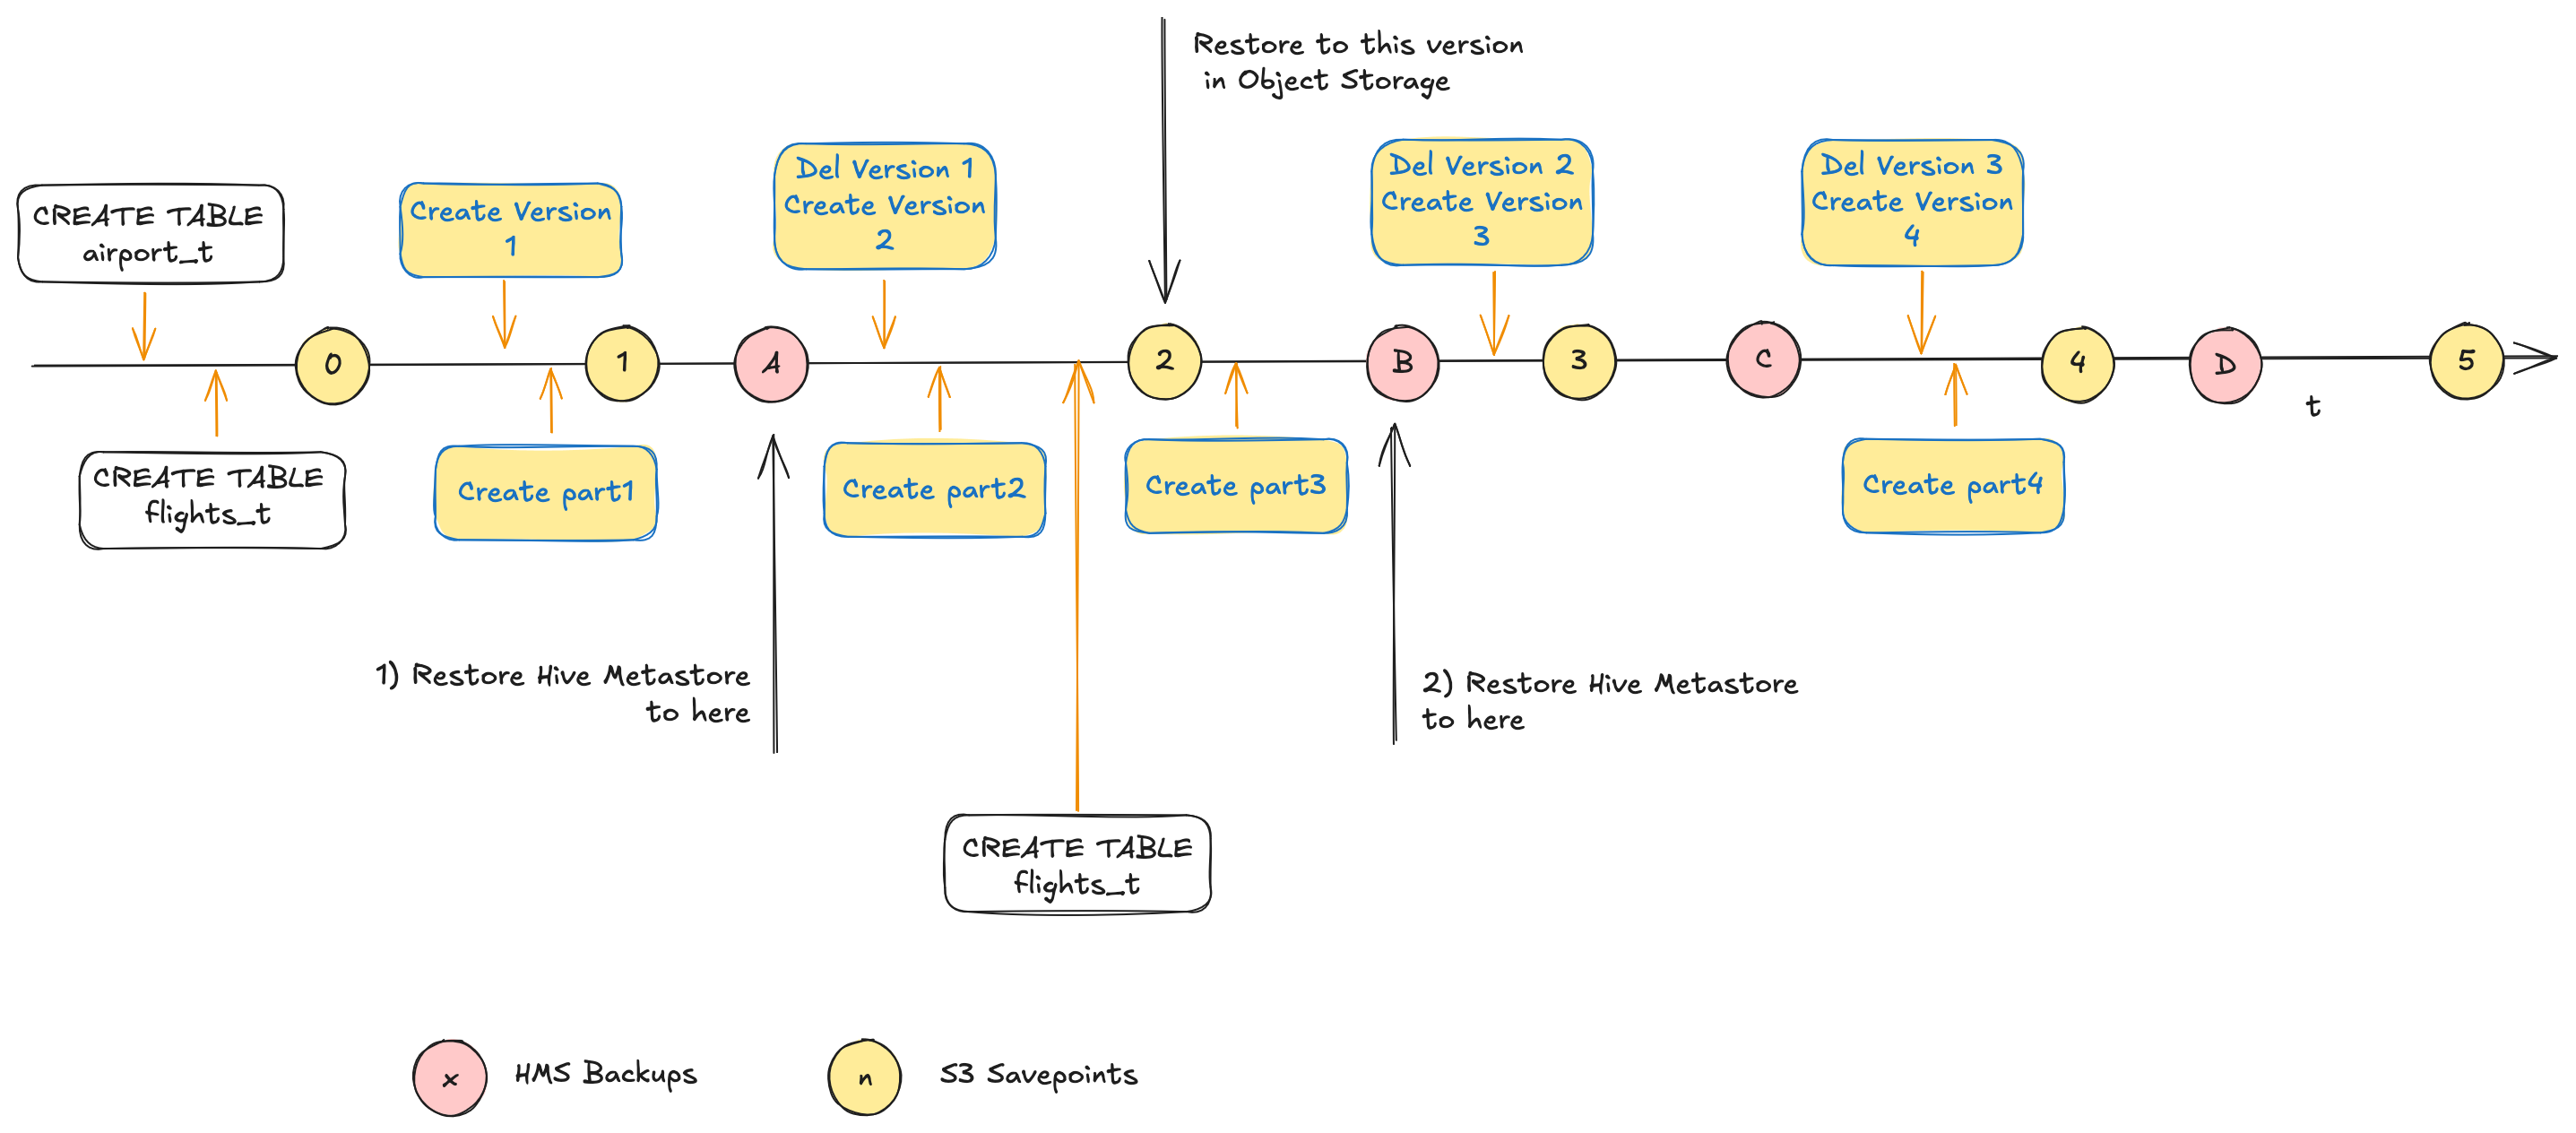 Restore to this version
in Object Storage
CREATE TABLE
airport_t
Create Version
1
Del Version 1
Create Version
2
Del Version 2
Create Version
3
Del Version 3
Create Version
4
0
1
A
2
B
3
C
4
D
5
t
CREATE TABLE
flights_t
Create part1
Create part2
Create part3
Create part4
1) Restore Hive Metastore
to here
2) Restore Hive Metastore
to here
CREATE TABLE
flights_t
x
HMS Backups
n
S3 Savepoints